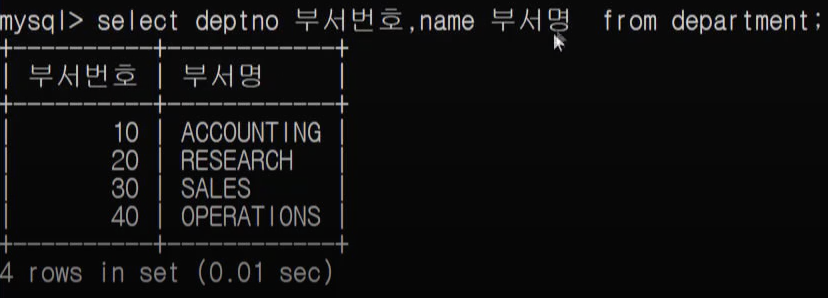 mysql> select deptno 부서번호,name 부서명  from department;
+----------+------------+
| 부서번호 | 부서명     |
+----------+------------+
|       10 | ACCOUNTING |
|       20 | RESEARCH   |
|       30 | SALES      |
|       40 | OPERATIONS |
+----------+------------+
4 rows in set (0.01 sec)